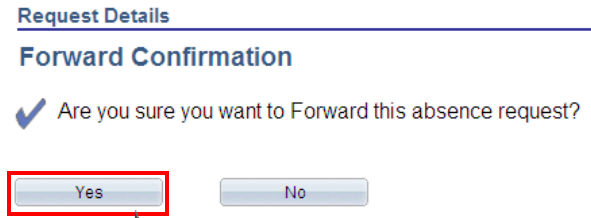 Request Details
Forward Confirmation
Are you sure you want to Forward this absence request?
Yes No